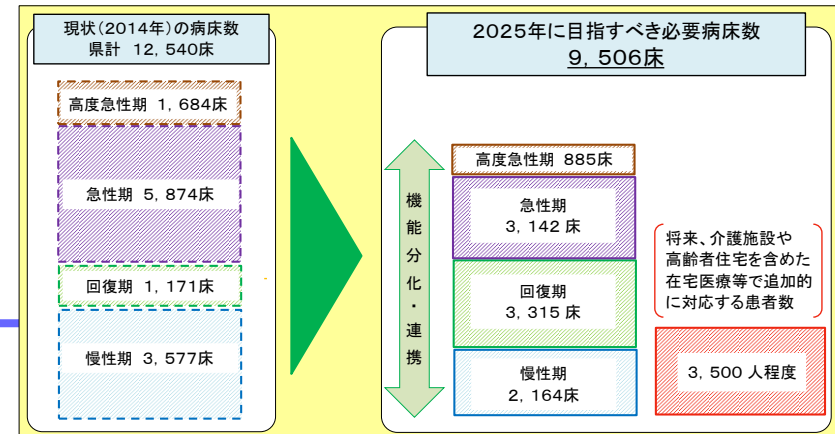 現状(2014年)の病床数
県計 12,540床
高度急性期 1,684床
急性期 5,874床
回復期 1,171床
慢性期 3,577床
2025年に目指すべき必要病床数
9,506床
機能分化・連携
高度急性期 885床
急性期
3,142 床
回復期
3,315 床
慢性期
2,164床
将来、介護施設や
高齢者住宅を含めた
在宅医療等で追加的
に対応する患者数
3,500 人程度